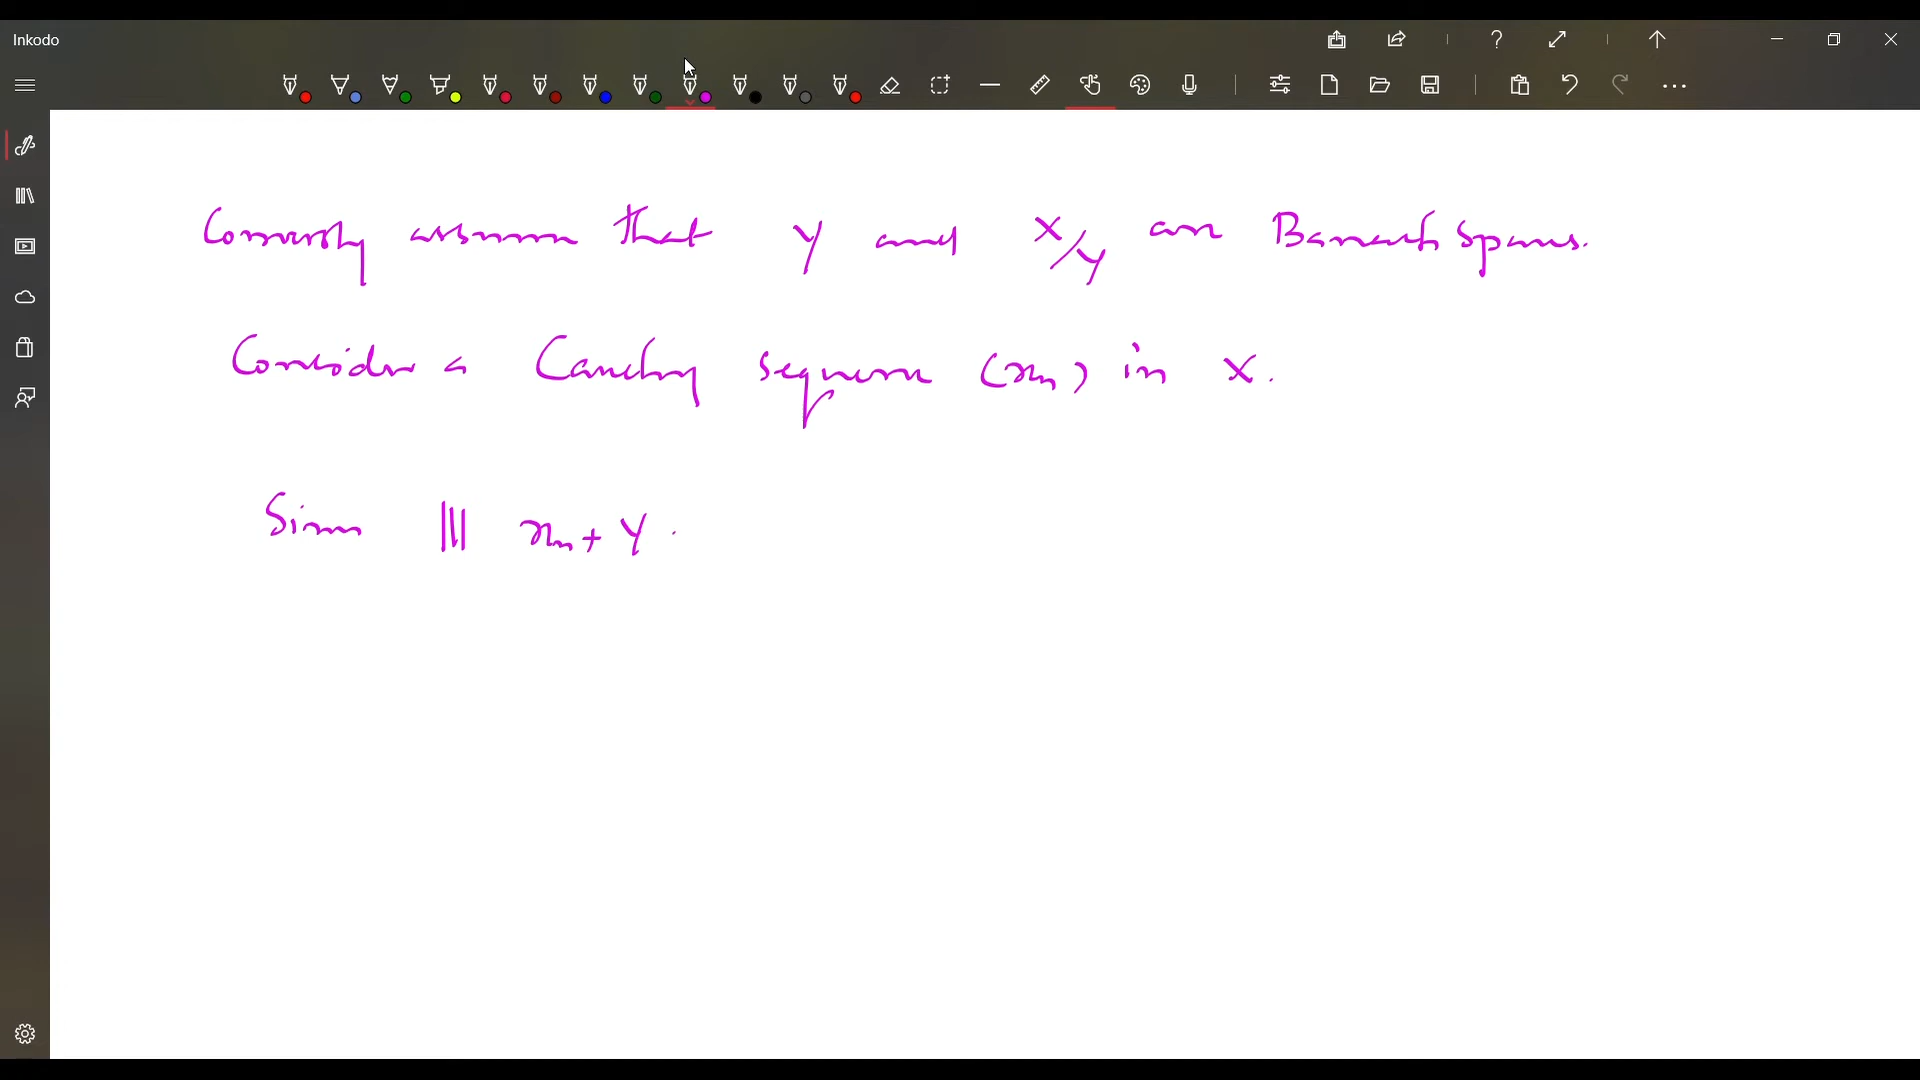 Inkodo
Conversely assume that Y and X/Y are Banach spaces.
Consider a Cauchy sequence (xn) in X.
Since ||| xn + Y